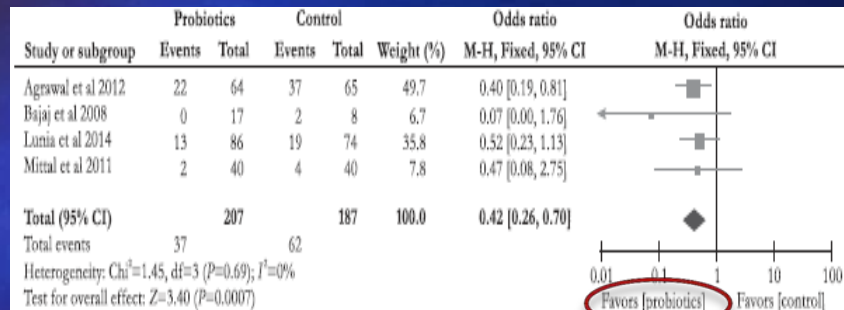 Probiotics Control Odds ratio Odds ratio
Study or subgroup Events Total Events Total Weight (%) M-H, Fixed, 95% CI M-H, Fixed, 95% CI
Agrawal et al 2012 22 64 37 65 49.7 0.40 [0.19, 0.81]
Bajaj et al 2008 0 17 2 8 6.7 0.07 [0.00, 1.76]
Lunia et al 2014 13 86 19 74 35.8 0.52 [0.23, 1.13]
Mittal et al 2011 2 40 4 40 7.8 0.47 [0.08, 2.75]
Total (95% CI) 207 187 100.0 0.42 [0.26, 0.70]
Total events 37 62
Heterogeneity: Chi²=1.45, df=3 (P=0.69); I²=0%
Test for overall effect: Z=3.40 (P=0.0007)
0.01 0.1 1 10 100
Favors [probiotics] Favors [control]